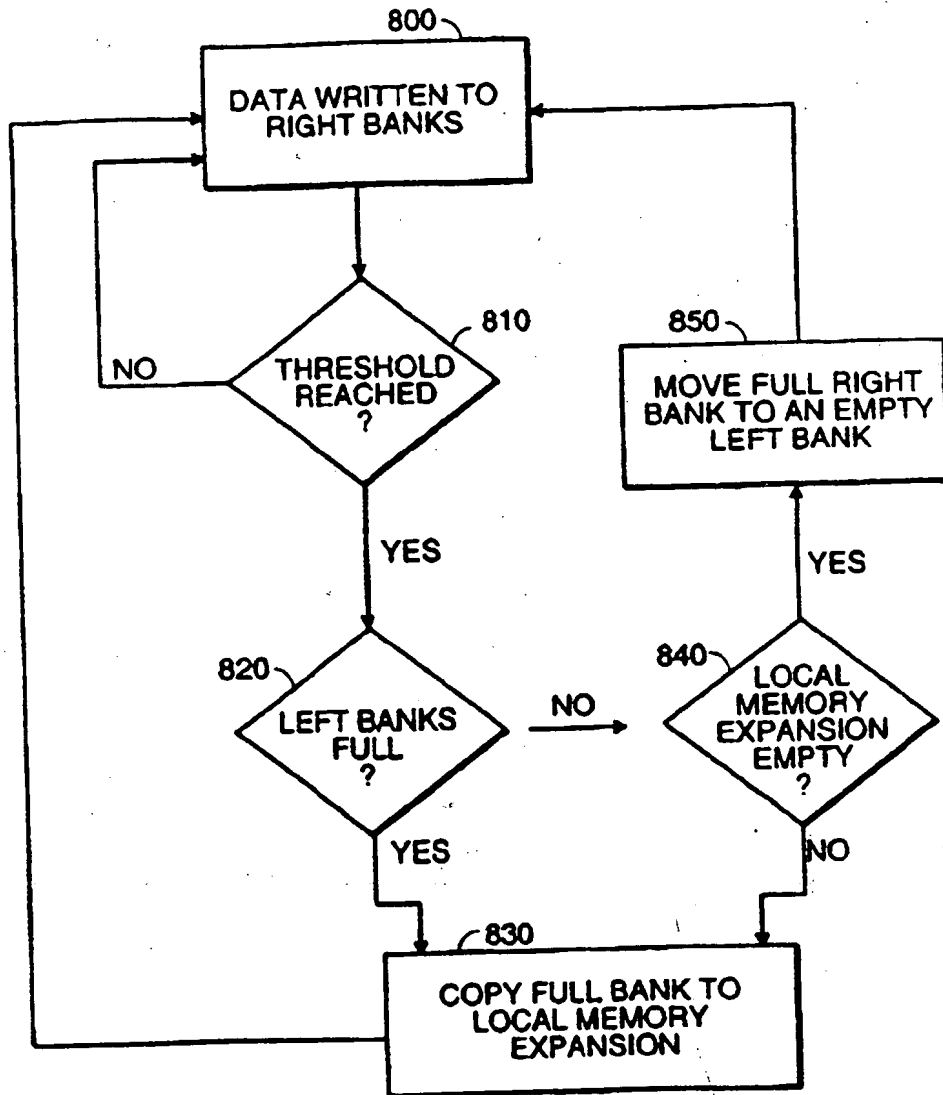 800
DATA WRITTEN TO
RIGHT BANKS
810
THRESHOLD
REACHED
?
NO
YES
850
MOVE FULL RIGHT
BANK TO AN EMPTY
LEFT BANK
YES
820
LEFT BANKS
FULL
?
NO
840
LOCAL
MEMORY
EXPANSION
EMPTY
?
YES
NO
830
COPY FULL BANK TO
LOCAL MEMORY
EXPANSION